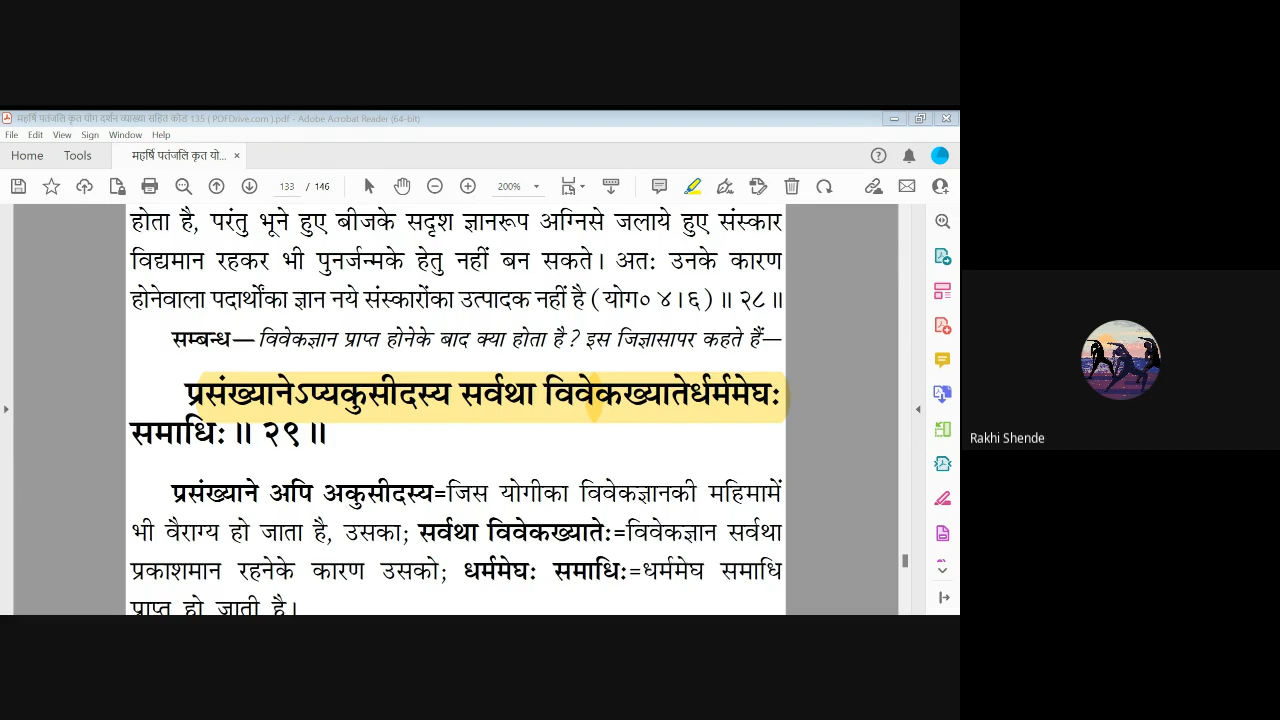 महर्षि पतंजलि कृत योग दर्शन व्याख्या सहित कोड 135 ( PDFDrive.com ).pdf - Adobe Acrobat Reader (64-bit)
File Edit View Sign Window Help
Home Tools महर्षि पतंजलि कृत यो... ×
133 / 146 200%
होता है, परंतु भूने हुए बीजके सदृश ज्ञानरूप अग्निसे जलाये हुए संस्कार
विद्यमान रहकर भी पुनर्जन्मके हेतु नहीं बन सकते। अतः उनके कारण
होनेवाला पदार्थोंका ज्ञान नये संस्कारोंका उत्पादक नहीं है (योग० ४।६)॥ २८॥
सम्बन्ध—विवेकज्ञान प्राप्त होनेके बाद क्या होता है? इस जिज्ञासापर कहते हैं—
प्रसंख्यानेऽप्यकुसीदस्य सर्वथा विवेकख्यातेर्धर्ममेघः
समाधिः॥ २९॥
प्रसंख्याने अपि अकुसीदस्य=जिस योगीका विवेकज्ञानकी महिमामें
भी वैराग्य हो जाता है, उसका; सर्वथा विवेकख्यातेः=विवेकज्ञान सर्वथा
प्रकाशमान रहनेके कारण उसको; धर्ममेघः समाधिः=धर्ममेघ समाधि
प्राप्त हो जाती है।
Rakhi Shende